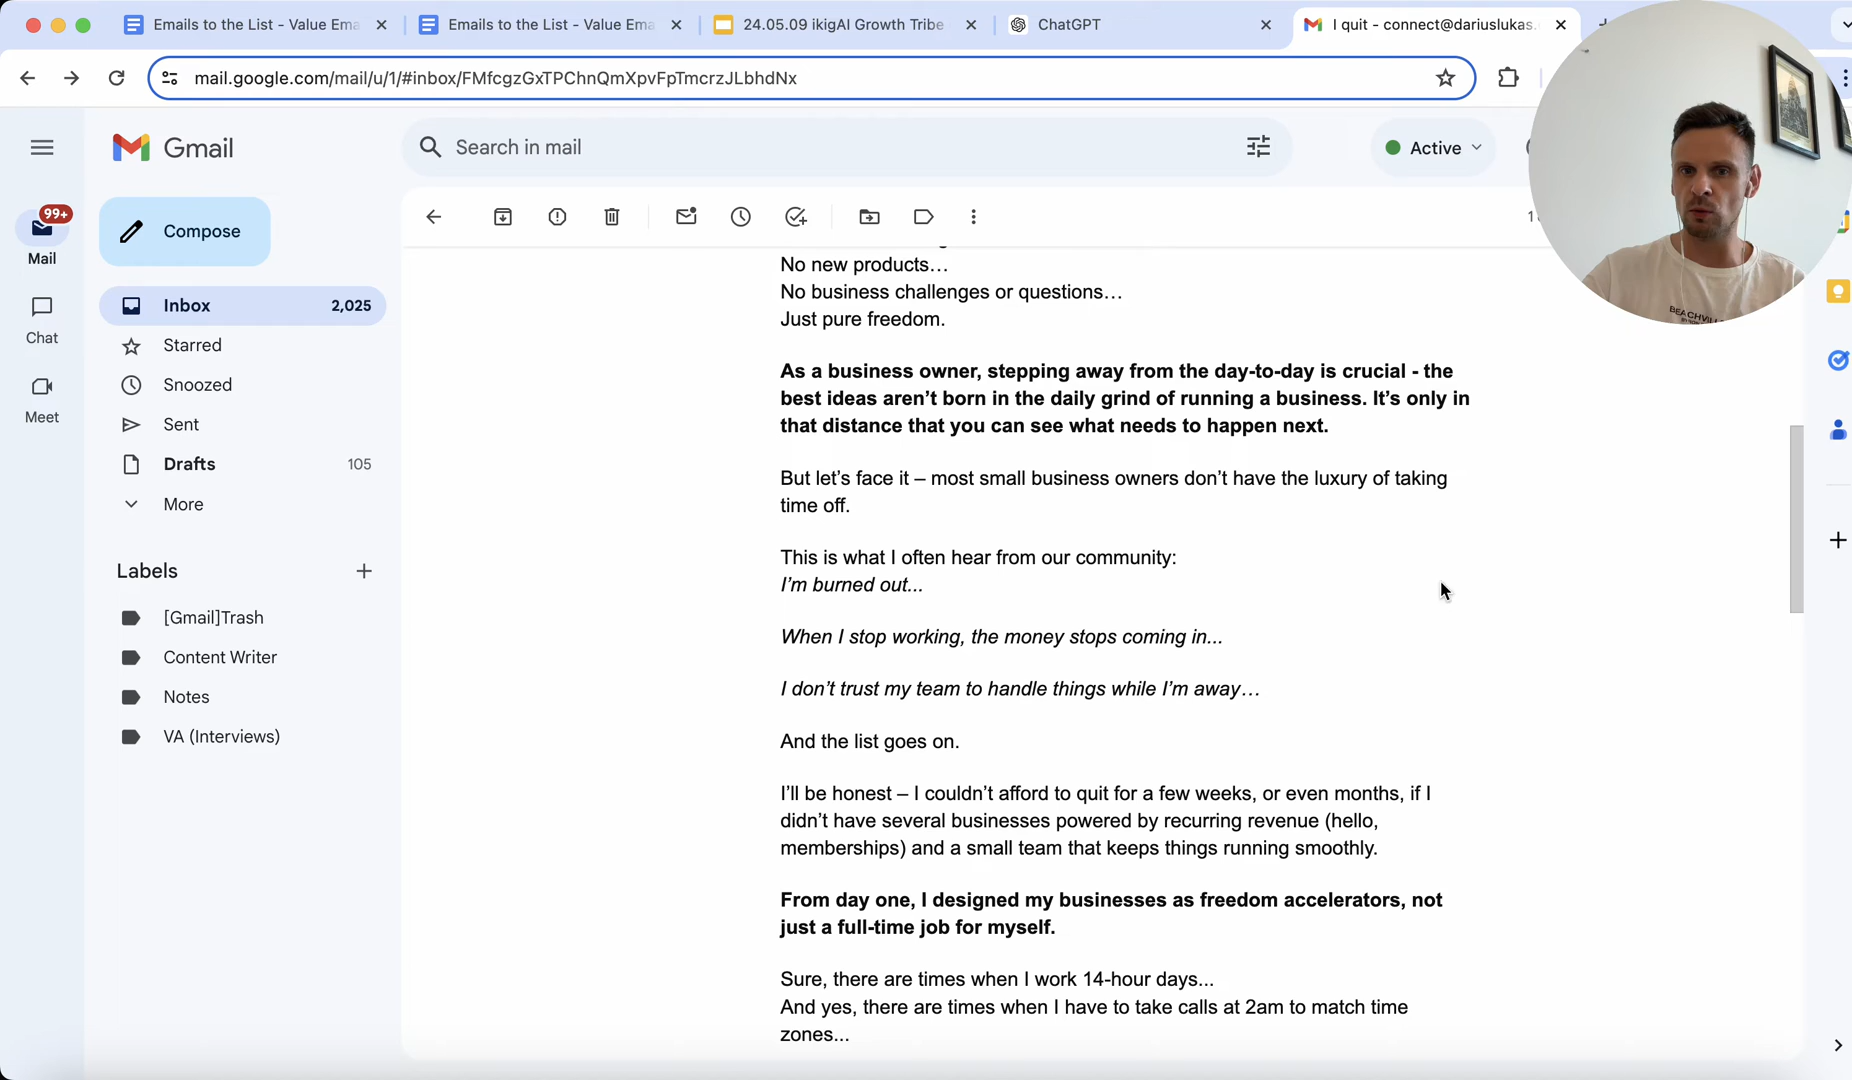 Emails to the List - Value Ema
Emails to the List - Value Ema
24.05.09 ikigAI Growth Tribe
ChatGPT
I quit - connect@dariuslukas.
mail.google.com/mail/u/1/#inbox/FMfcgzGxTPChnQmXpvFpTmcrzJLbhdNx
Gmail
Search in mail
Active
99+
Mail
Chat
Meet
Compose
Inbox 2,025
Starred
Snoozed
Sent
Drafts 105
More
Labels
[Gmail]Trash
Content Writer
Notes
VA (Interviews)
No new products…
No business challenges or questions…
Just pure freedom.
As a business owner, stepping away from the day-to-day is crucial - the
best ideas aren’t born in the daily grind of running a business. It’s only in
that distance that you can see what needs to happen next.
But let’s face it – most small business owners don’t have the luxury of taking
time off.
This is what I often hear from our community:
I’m burned out...
When I stop working, the money stops coming in...
I don’t trust my team to handle things while I’m away…
And the list goes on.
I’ll be honest – I couldn’t afford to quit for a few weeks, or even months, if I
didn’t have several businesses powered by recurring revenue (hello,
memberships) and a small team that keeps things running smoothly.
From day one, I designed my businesses as freedom accelerators, not
just a full-time job for myself.
Sure, there are times when I work 14-hour days...
And yes, there are times when I have to take calls at 2am to match time
zones...